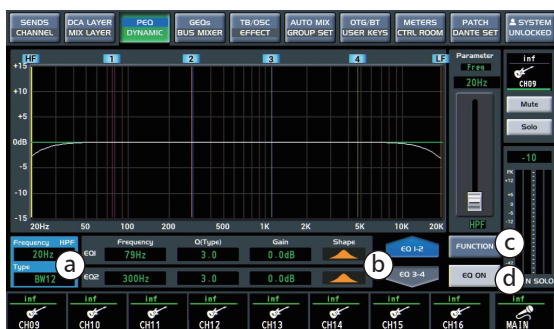 SENDS DCA LAYER PEQ GEQs TB/OSC AUTO MIX OTG/BT METERS PATCH SYSTEM
CHANNEL MIX LAYER DYNAMIC BUS MIXER EFFECT GROUP SET USER KEYS CTRL ROOM DANTE SET UNLOCKED
HF 1 2 3 4 LF
+15
+10
+5
0dB
-5
-10
-15
20Hz 50 100 200 500 1K 2K 5K 10K 20K
Parameter
Freq
20Hz
HPF
inf
CH09
Mute
Solo
-10
PK
+12
Frequency HPF
20Hz
Type
BW12
a
Frequency Q(Type) Gain Shape
EQ1 79Hz 3.0 0.0dB
EQ2 300Hz 3.0 0.0dB
b
EQ 1-2
EQ 3-4
FUNCTION
c
EQ ON
d
N SOLO
inf inf inf inf inf inf inf inf inf
CH09 CH10 CH11 CH12 CH13 CH14 CH15 CH16 MAIN